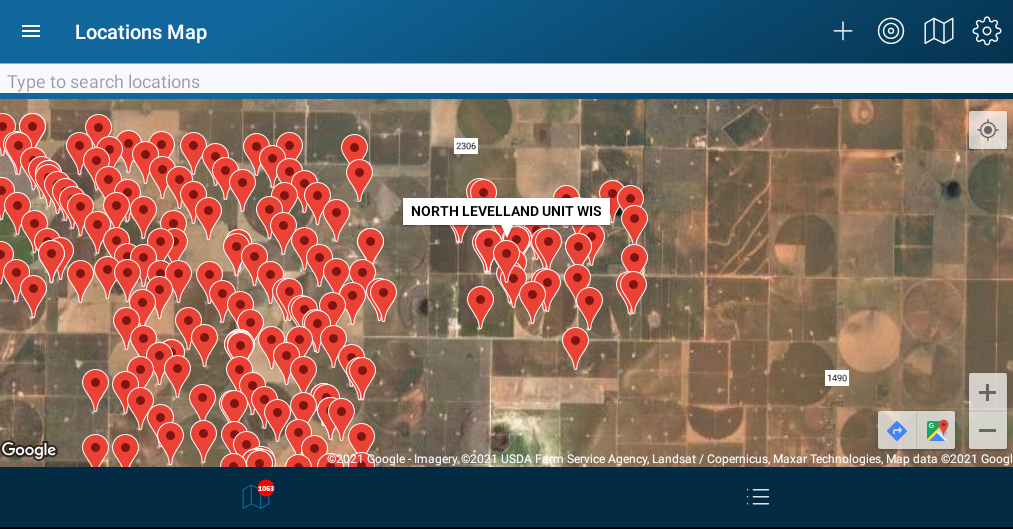 Locations Map
Type to search locations
2306
NORTH LEVELLAND UNIT WIS
1490
G
Google
©2021 Google - Imagery ©2021 USDA Farm Service Agency, Landsat / Copernicus, Maxar Technologies, Map data ©2021 Googl
1063